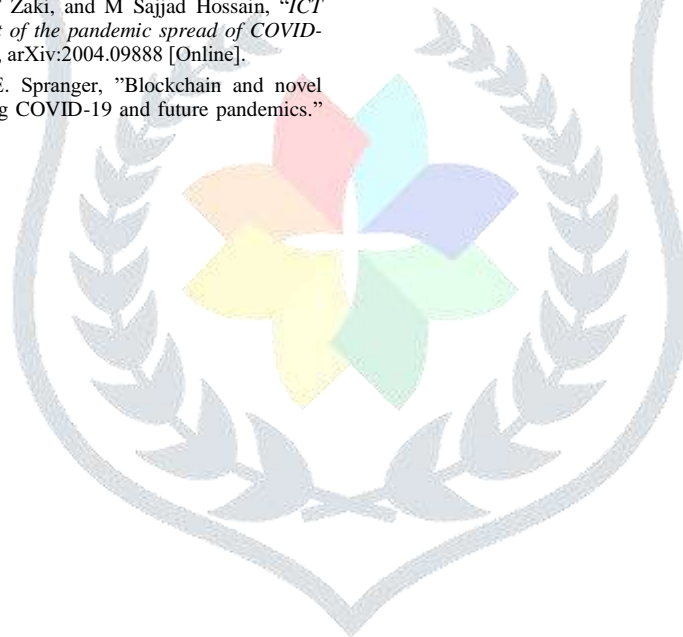 Zaki, and M Sajjad Hossain, “ICT
t of the pandemic spread of COVID-
, arXiv:2004.09888 [Online].
E. Spranger, ”Blockchain and novel
g COVID-19 and future pandemics.”